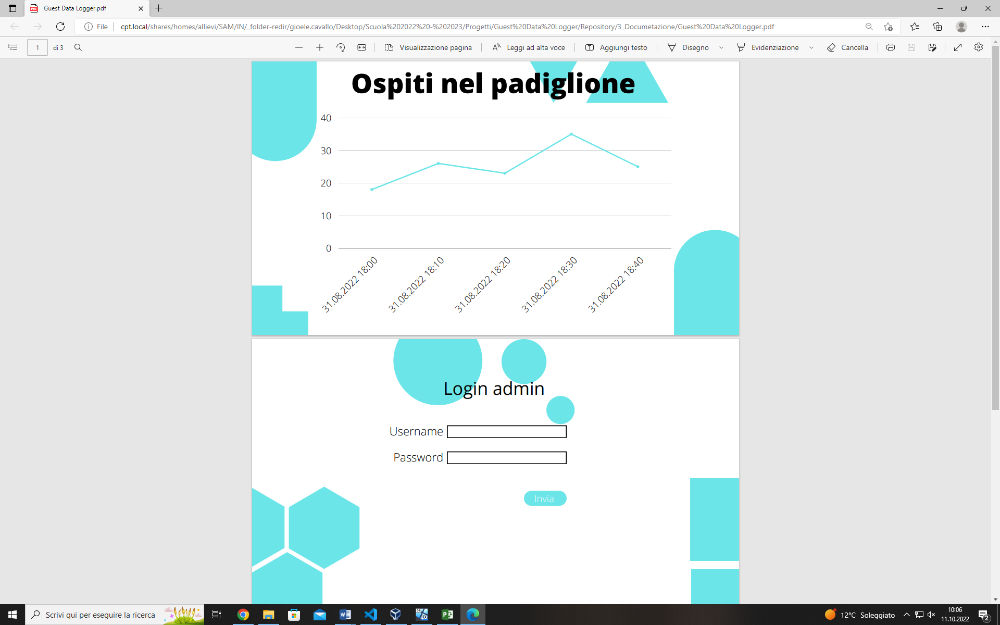 Guest Data Logger.pdf
File
cpt.local/shares/homes/allievi/SAM/IN/_folder-redir/gioele.cavallo/Desktop/Scuola%202022%20-%202023/Progetti/Guest%20Data%20Logger/Repository/3_Documetazione/Guest%20Data%20Logger.pdf
1 di 3 Visualizzazione pagina Leggi ad alta voce Aggiungi testo Disegno Evidenziazione Cancella
Ospiti nel padiglione
40
30
20
10
0
31.08.2022 18:00
31.08.2022 18:10
31.08.2022 18:20
31.08.2022 18:30
31.08.2022 18:40
Login admin
Username
Password
Invia
Scrivi qui per eseguire la ricerca
12°C Soleggiato
10:06
11.10.2022
2